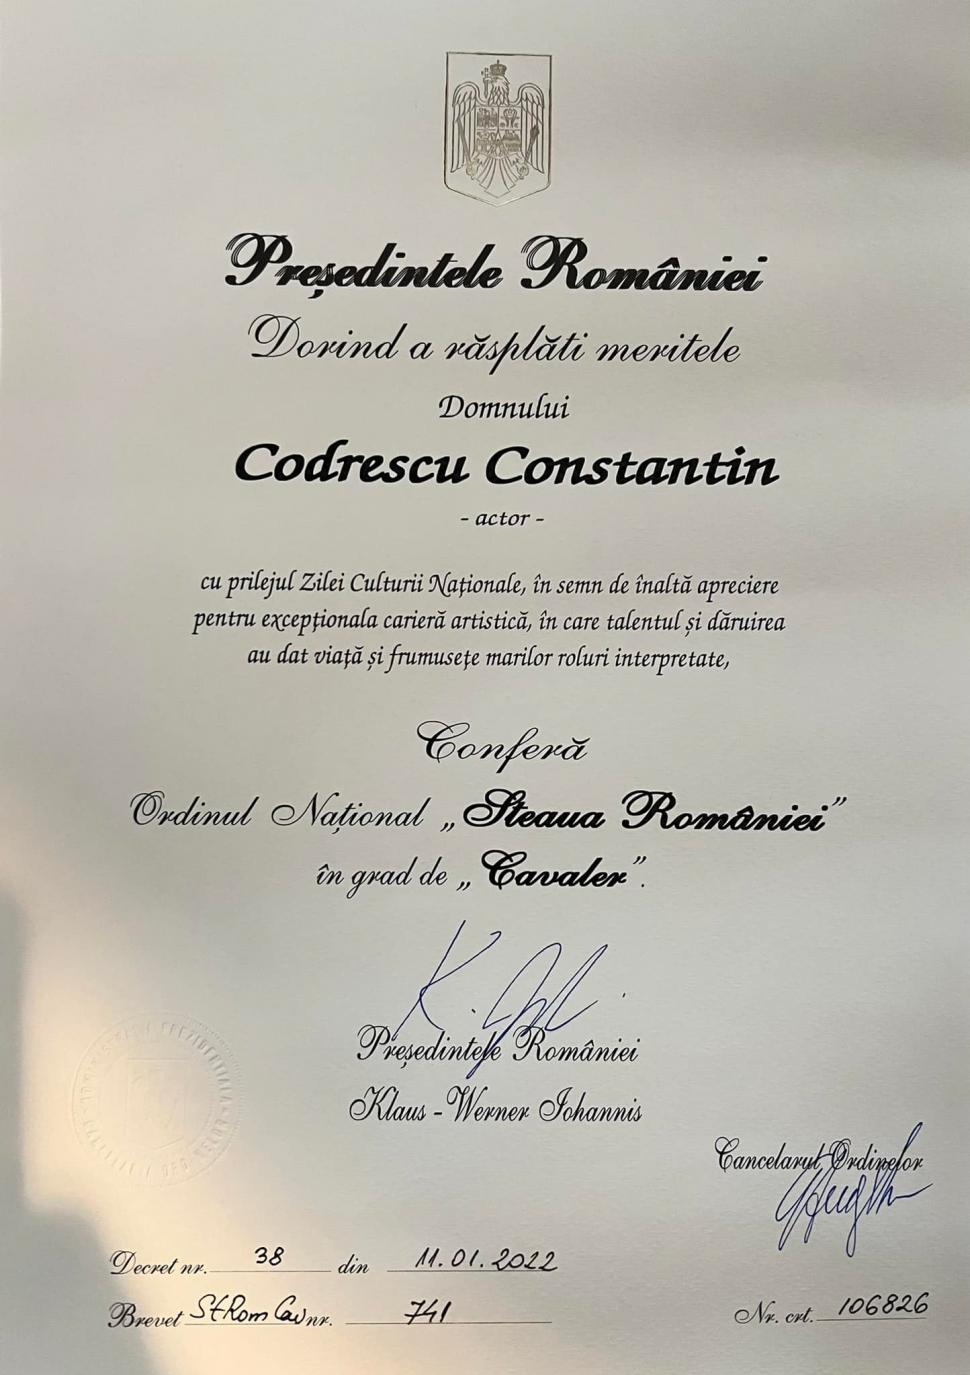 Președintele României
Dorind a răsplăti meritele
Domnului
Codrescu Constantin
- actor -
cu prilejul Zilei Culturii Naționale, în semn de înaltă apreciere
pentru excepționala carieră artistică, în care talentul și dăruirea
au dat viață și frumusețe marilor roluri interpretate,
Conferă
Ordinul Național „Steaua României”
în grad de „Cavaler”.
Președintele României
Klaus - Werner Iohannis
Cancelarul Ordinelor
Decret nr. 38 din 11.01.2022
Brevet StRom Cav nr. 741
Nr. crt. 106826